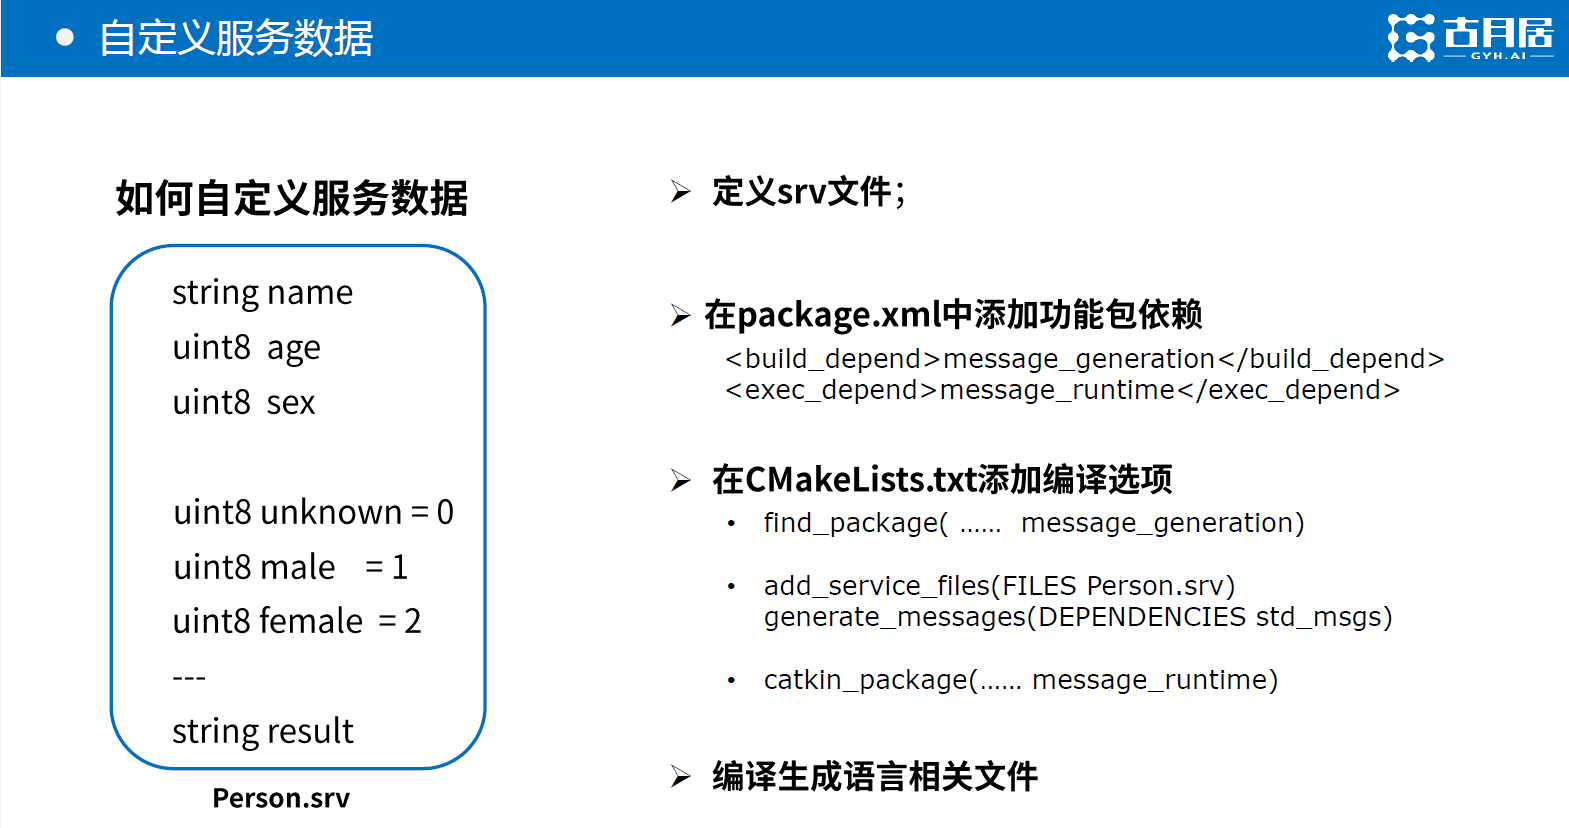 自定义服务数据
古月居
GYH.AI
如何自定义服务数据
string name
uint8 age
uint8 sex
uint8 unknown = 0
uint8 male = 1
uint8 female = 2
---
string result
Person.srv
➢ 定义srv文件；
➢ 在package.xml中添加功能包依赖
<build_depend>message_generation</build_depend>
<exec_depend>message_runtime</exec_depend>
➢ 在CMakeLists.txt添加编译选项
• find_package( …… message_generation)
• add_service_files(FILES Person.srv)
generate_messages(DEPENDENCIES std_msgs)
• catkin_package(…… message_runtime)
➢ 编译生成语言相关文件